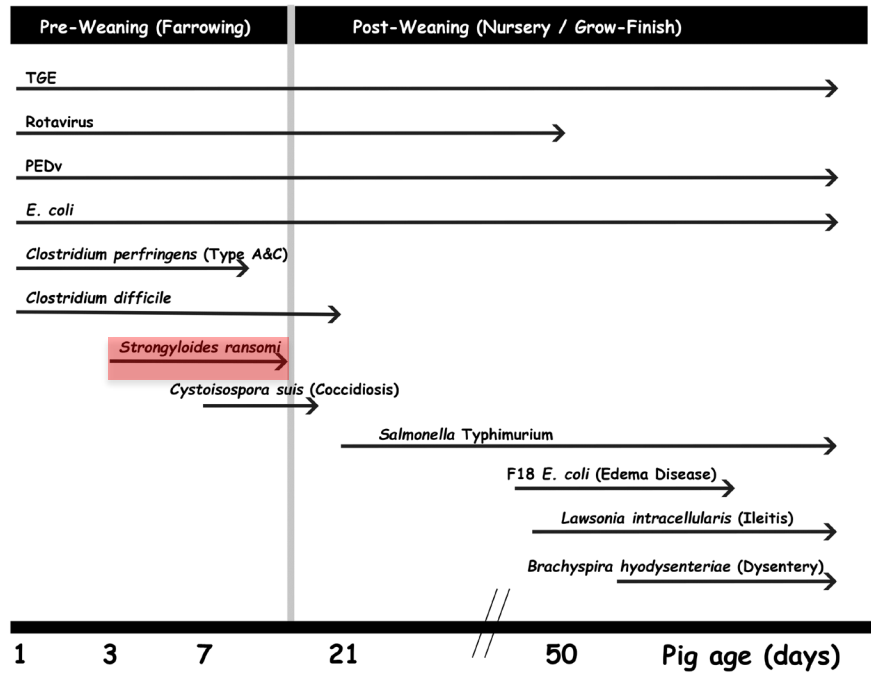 Pre-Weaning (Farrowing) Post-Weaning (Nursery / Grow-Finish)
TGE
Rotavirus
PEDv
E. coli
Clostridium perfringens (Type A&C)
Clostridium difficile
Strongyloides ransomi
Cystoisospora suis (Coccidiosis)
Salmonella Typhimurium
F18 E. coli (Edema Disease)
Lawsonia intracellularis (Ileitis)
Brachyspira hyodysenteriae (Dysentery)
1 3 7 21 50 Pig age (days)